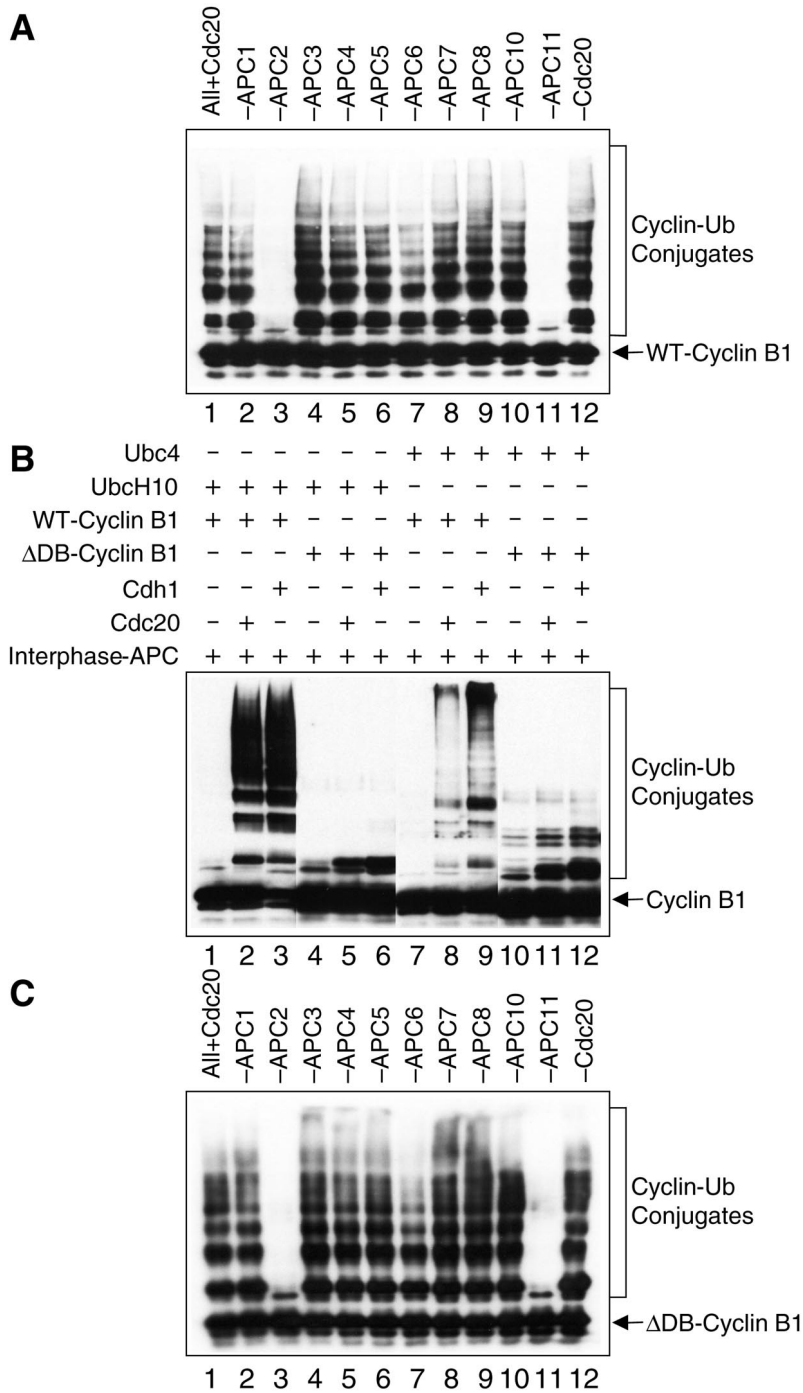 A
All+Cdc20 –APC1 –APC2 –APC3 –APC4 –APC5 –APC6 –APC7 –APC8 –APC10 –APC11 –Cdc20
Cyclin-Ub
Conjugates
WT-Cyclin B1
1 2 3 4 5 6 7 8 9 10 11 12
B
Ubc4 – – – – – – + + + + + +
UbcH10 + + + + + + – – – – – –
WT-Cyclin B1 + + + – – – + + + – – –
ΔDB-Cyclin B1 – – – + + + – – – + + +
Cdh1 – – + – – + – – + – – +
Cdc20 – + – – + – – + – – + –
Interphase-APC + + + + + + + + + + + +
Cyclin-Ub
Conjugates
Cyclin B1
1 2 3 4 5 6 7 8 9 10 11 12
C
All+Cdc20 –APC1 –APC2 –APC3 –APC4 –APC5 –APC6 –APC7 –APC8 –APC10 –APC11 –Cdc20
Cyclin-Ub
Conjugates
ΔDB-Cyclin B1
1 2 3 4 5 6 7 8 9 10 11 12